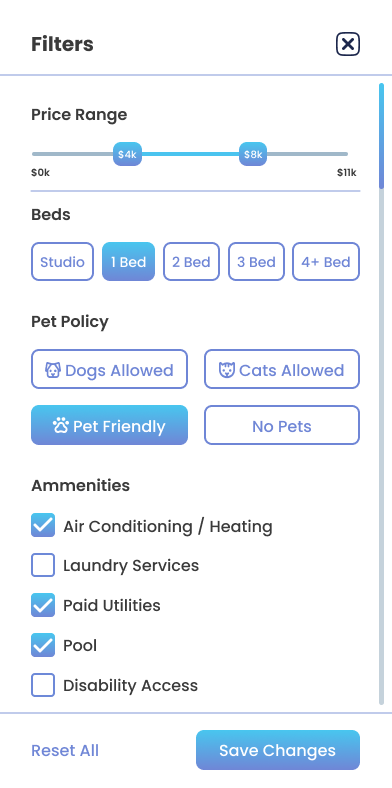 Filters
Price Range
$4k $8k
$0k $11k
Beds
Studio 1 Bed 2 Bed 3 Bed 4+ Bed
Pet Policy
Dogs Allowed Cats Allowed
Pet Friendly No Pets
Ammenities
Air Conditioning / Heating
Laundry Services
Paid Utilities
Pool
Disability Access
Reset All Save Changes